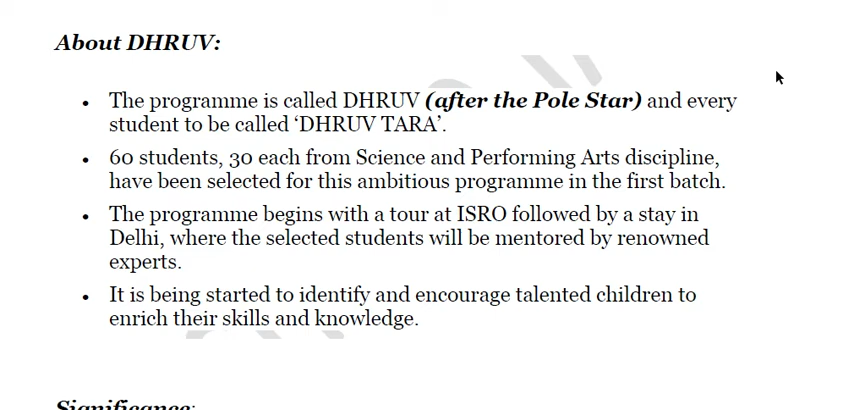 About DHRUV:
• The programme is called DHRUV (after the Pole Star) and every
student to be called ‘DHRUV TARA’.
• 60 students, 30 each from Science and Performing Arts discipline,
have been selected for this ambitious programme in the first batch.
• The programme begins with a tour at ISRO followed by a stay in
Delhi, where the selected students will be mentored by renowned
experts.
• It is being started to identify and encourage talented children to
enrich their skills and knowledge.
Significance: